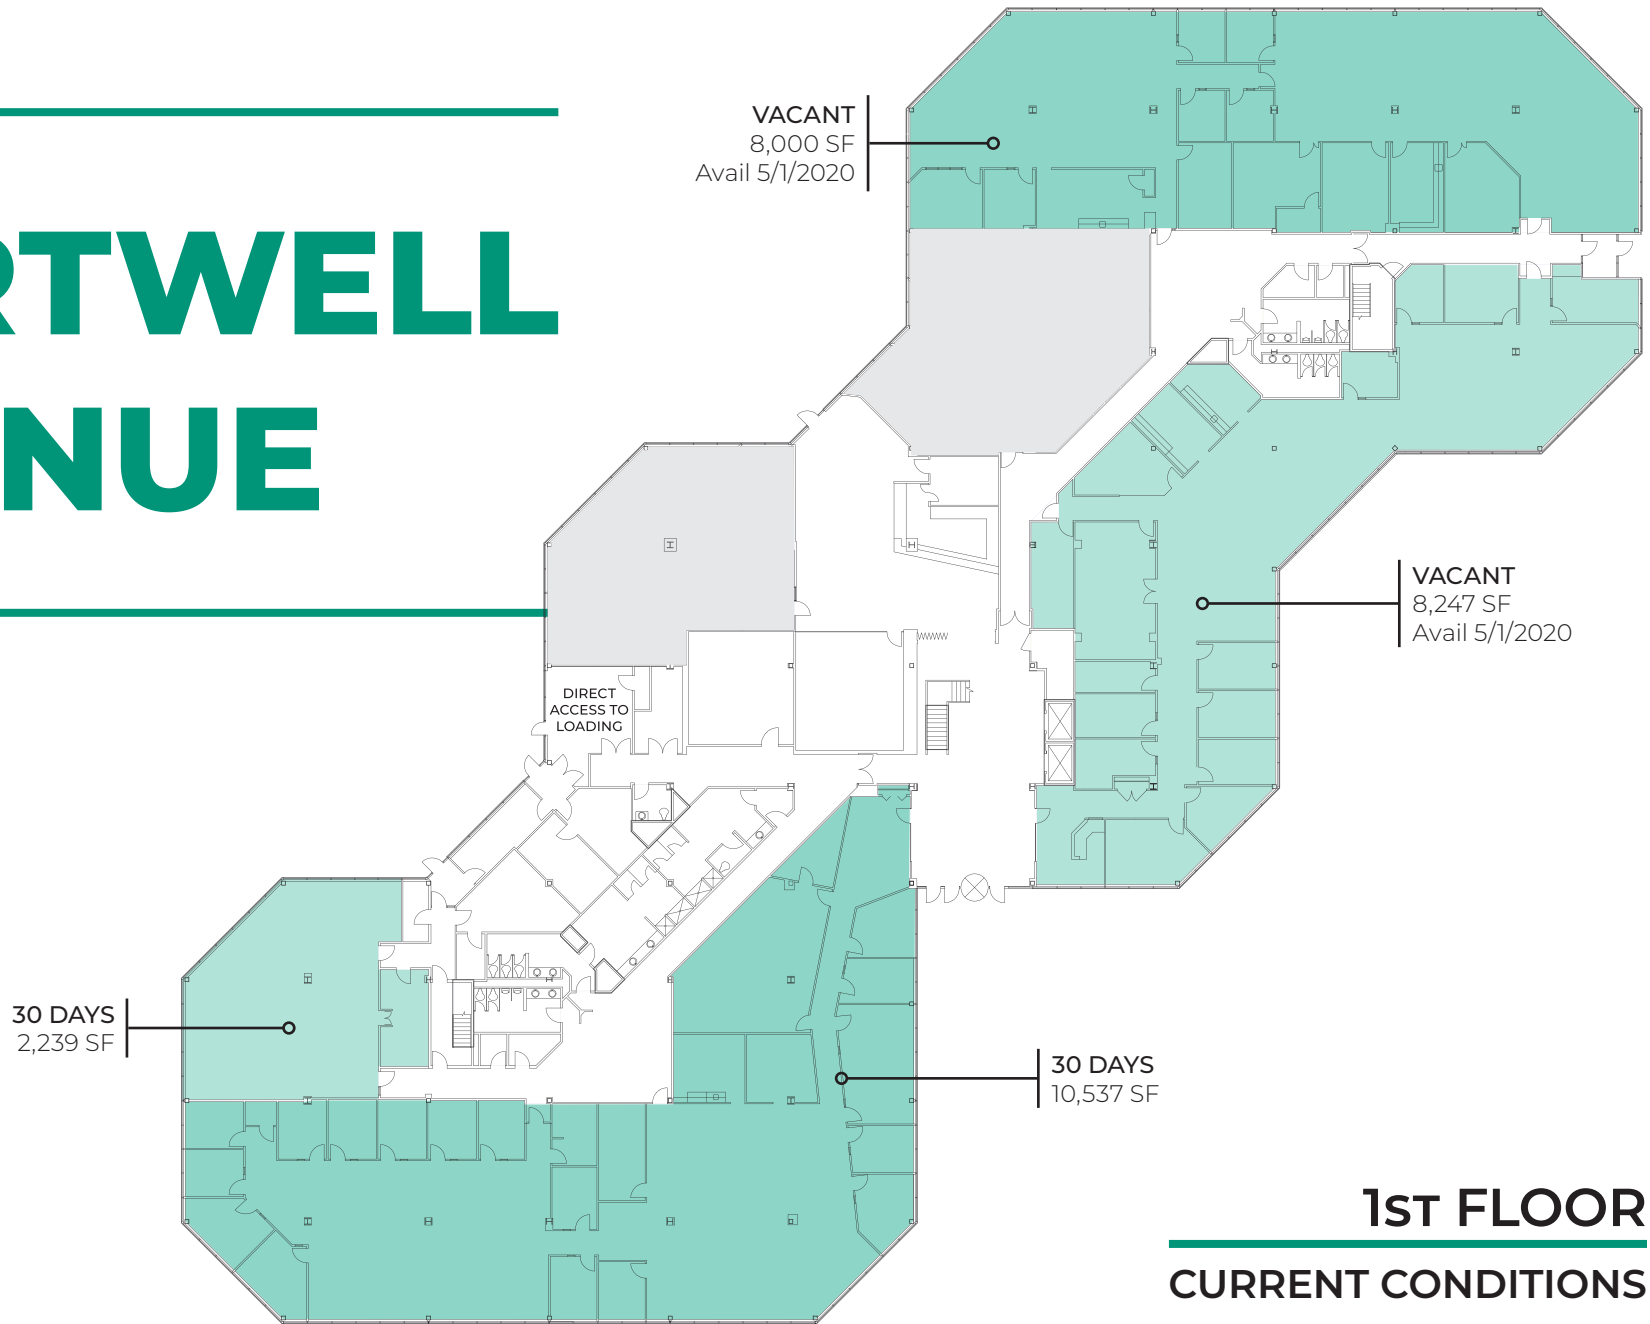 RTWELL
NUE
VACANT
8,000 SF
Avail 5/1/2020
VACANT
8,247 SF
Avail 5/1/2020
DIRECT
ACCESS TO
LOADING
30 DAYS
2,239 SF
30 DAYS
10,537 SF
1ST FLOOR
CURRENT CONDITIONS